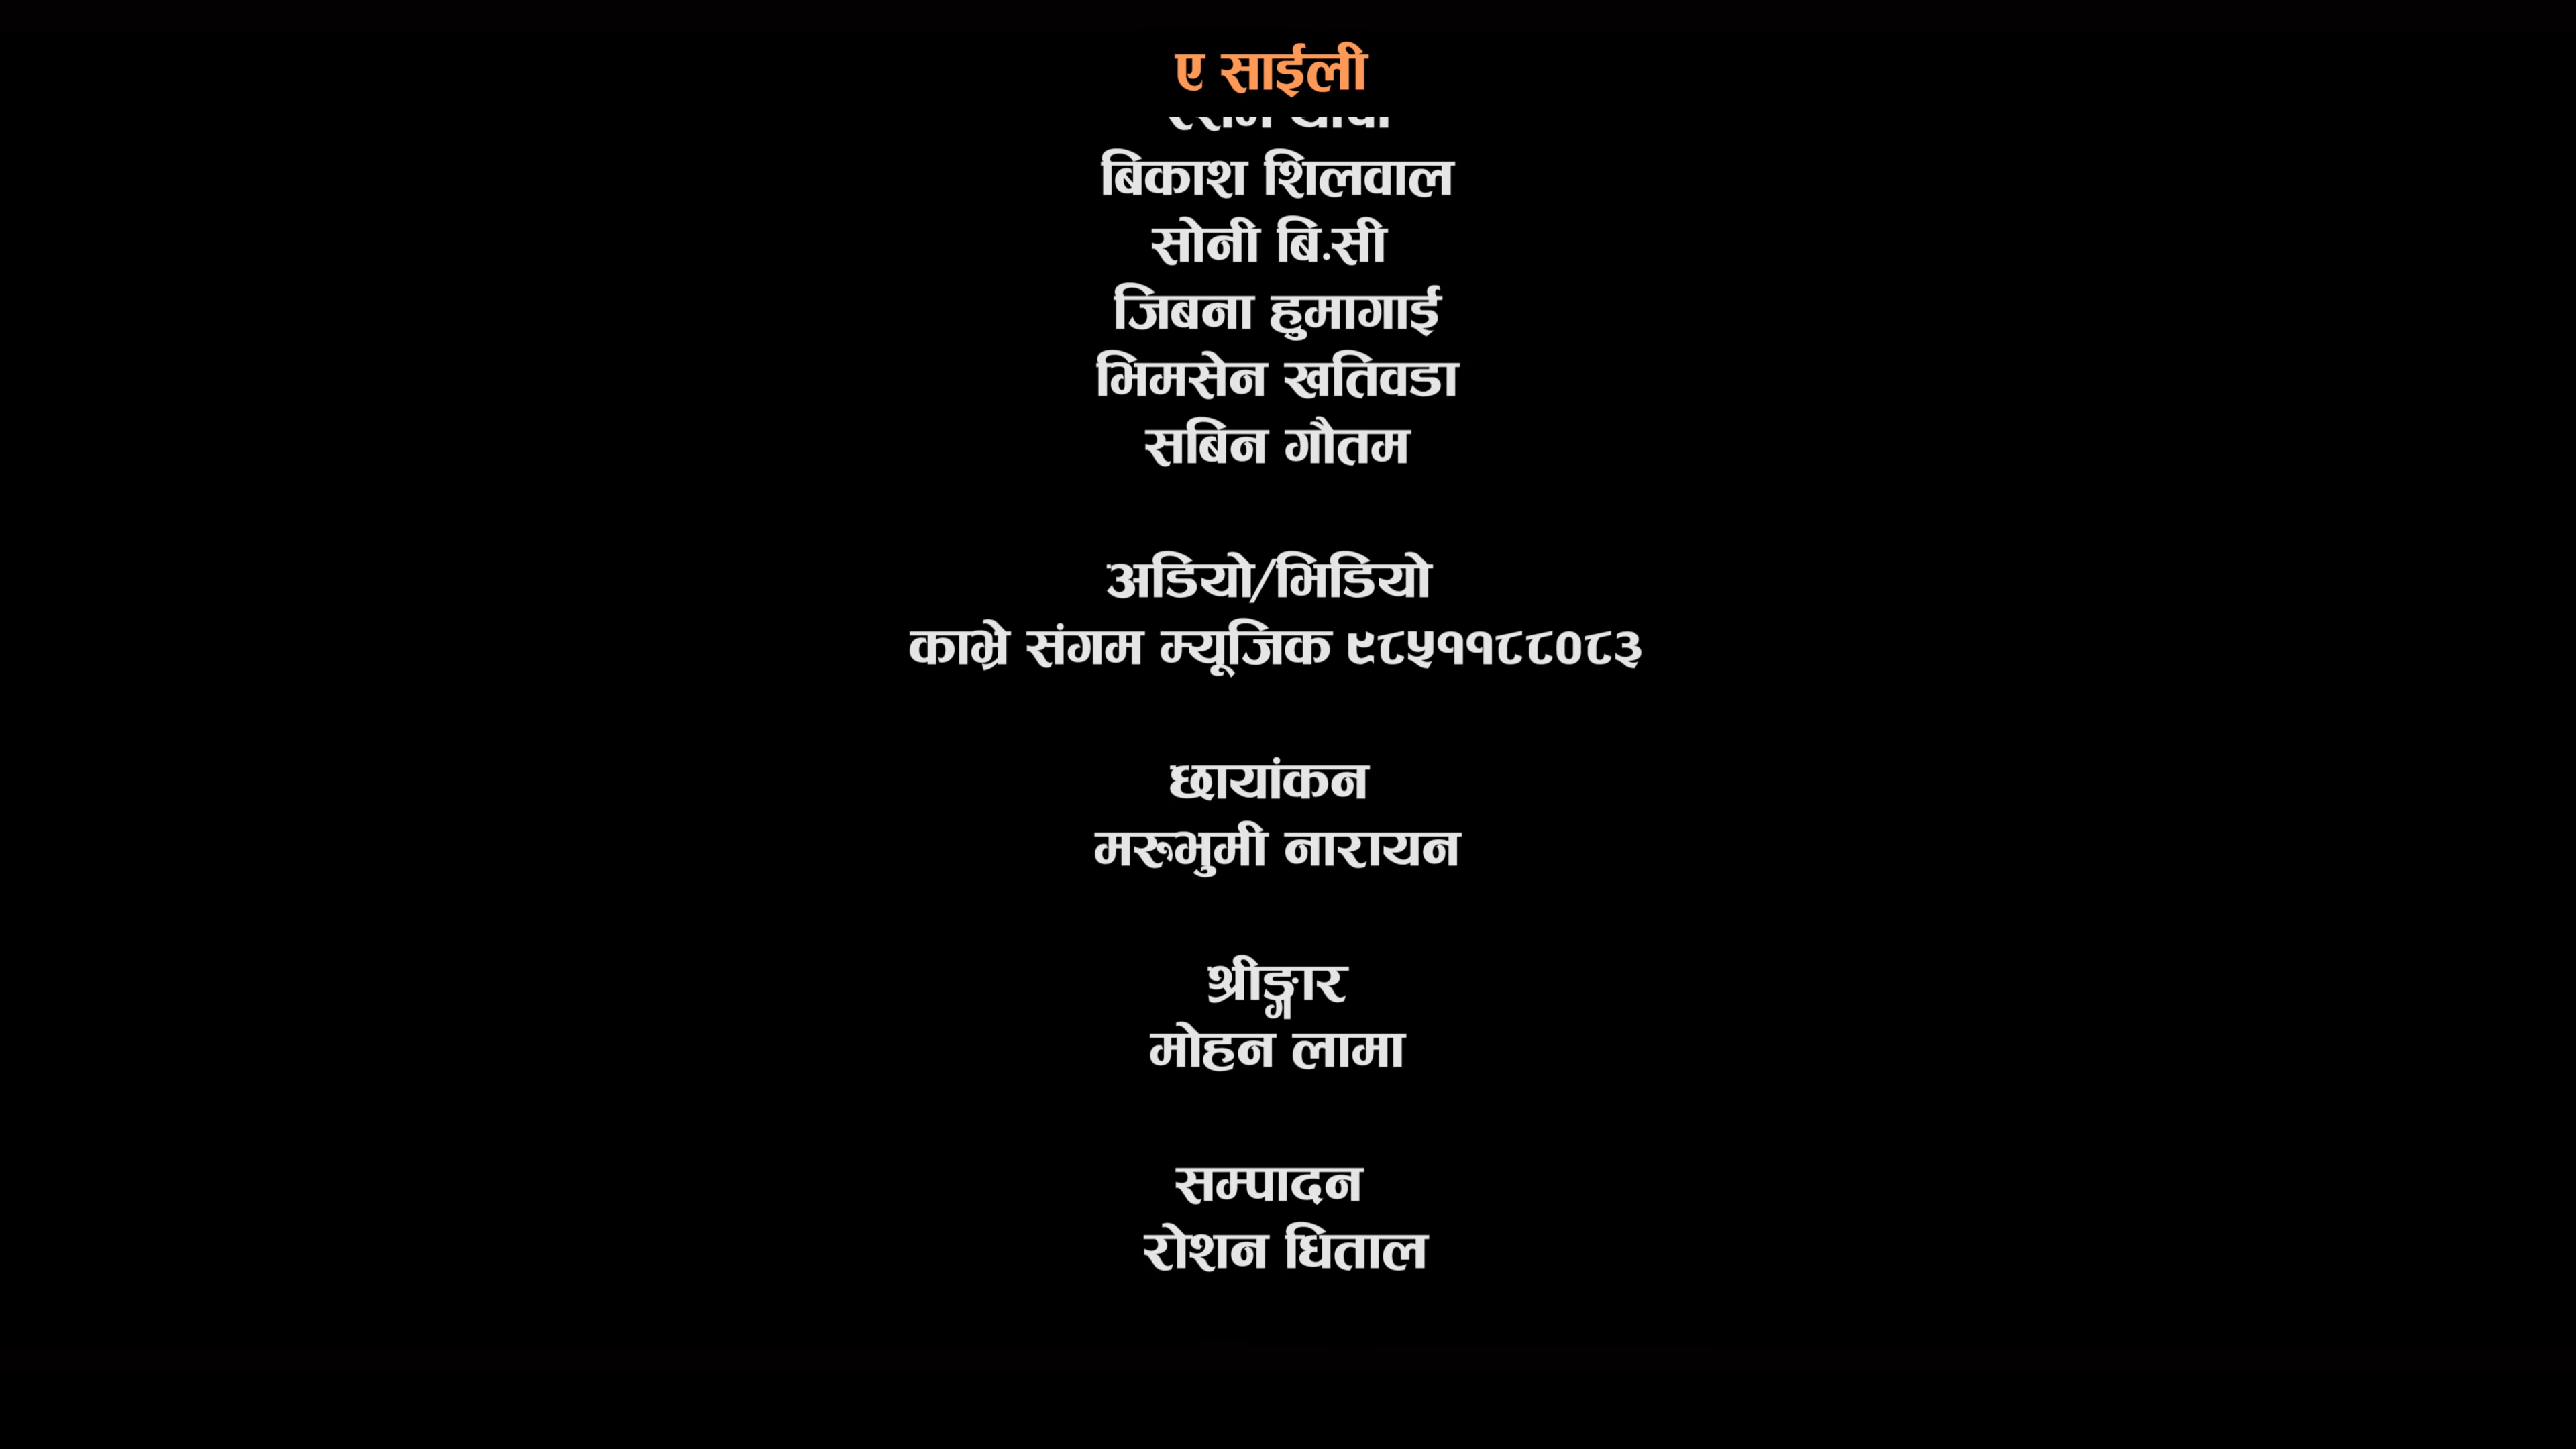 ए साईली
बिकाश शिलवाल
सोनी बि.सी
जिबना हुमागाई
भिमसेन खतिवडा
सबिन गौतम
अडियो/भिडियो
काभ्रे संगम म्यूजिक ९८५११८८०८३
छायांकन
मरुभुमी नारायन
श्रीङ्गार
मोहन लामा
सम्पादन
रोशन धिताल